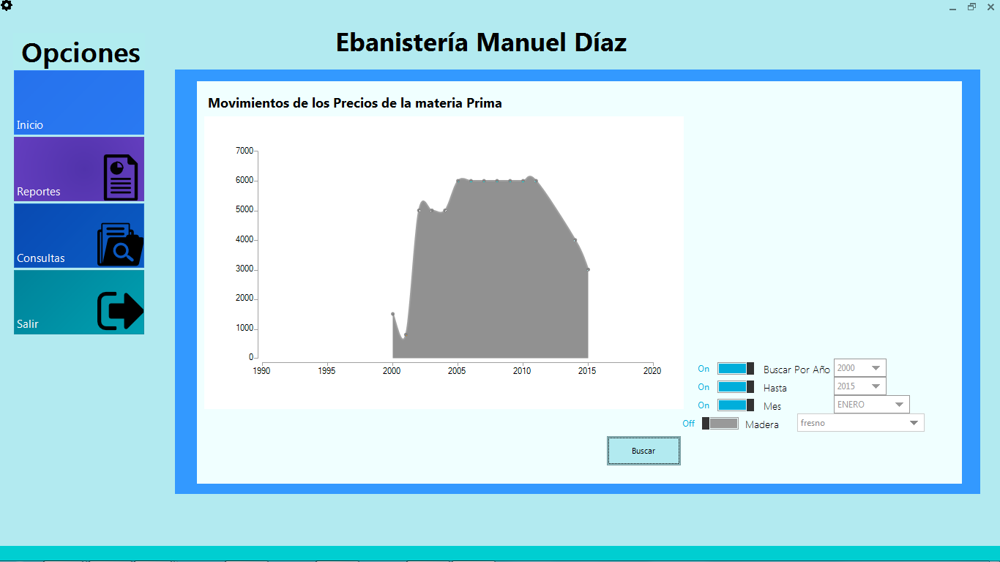 Ebanistería Manuel Díaz
Opciones
Inicio
Reportes
Consultas
Salir
Movimientos de los Precios de la materia Prima
7000
6000
5000
4000
3000
2000
1000
0
1990 1995 2000 2005 2010 2015 2020
On Buscar Por Año 2000
On Hasta 2015
On Mes ENERO
Off Madera fresno
Buscar